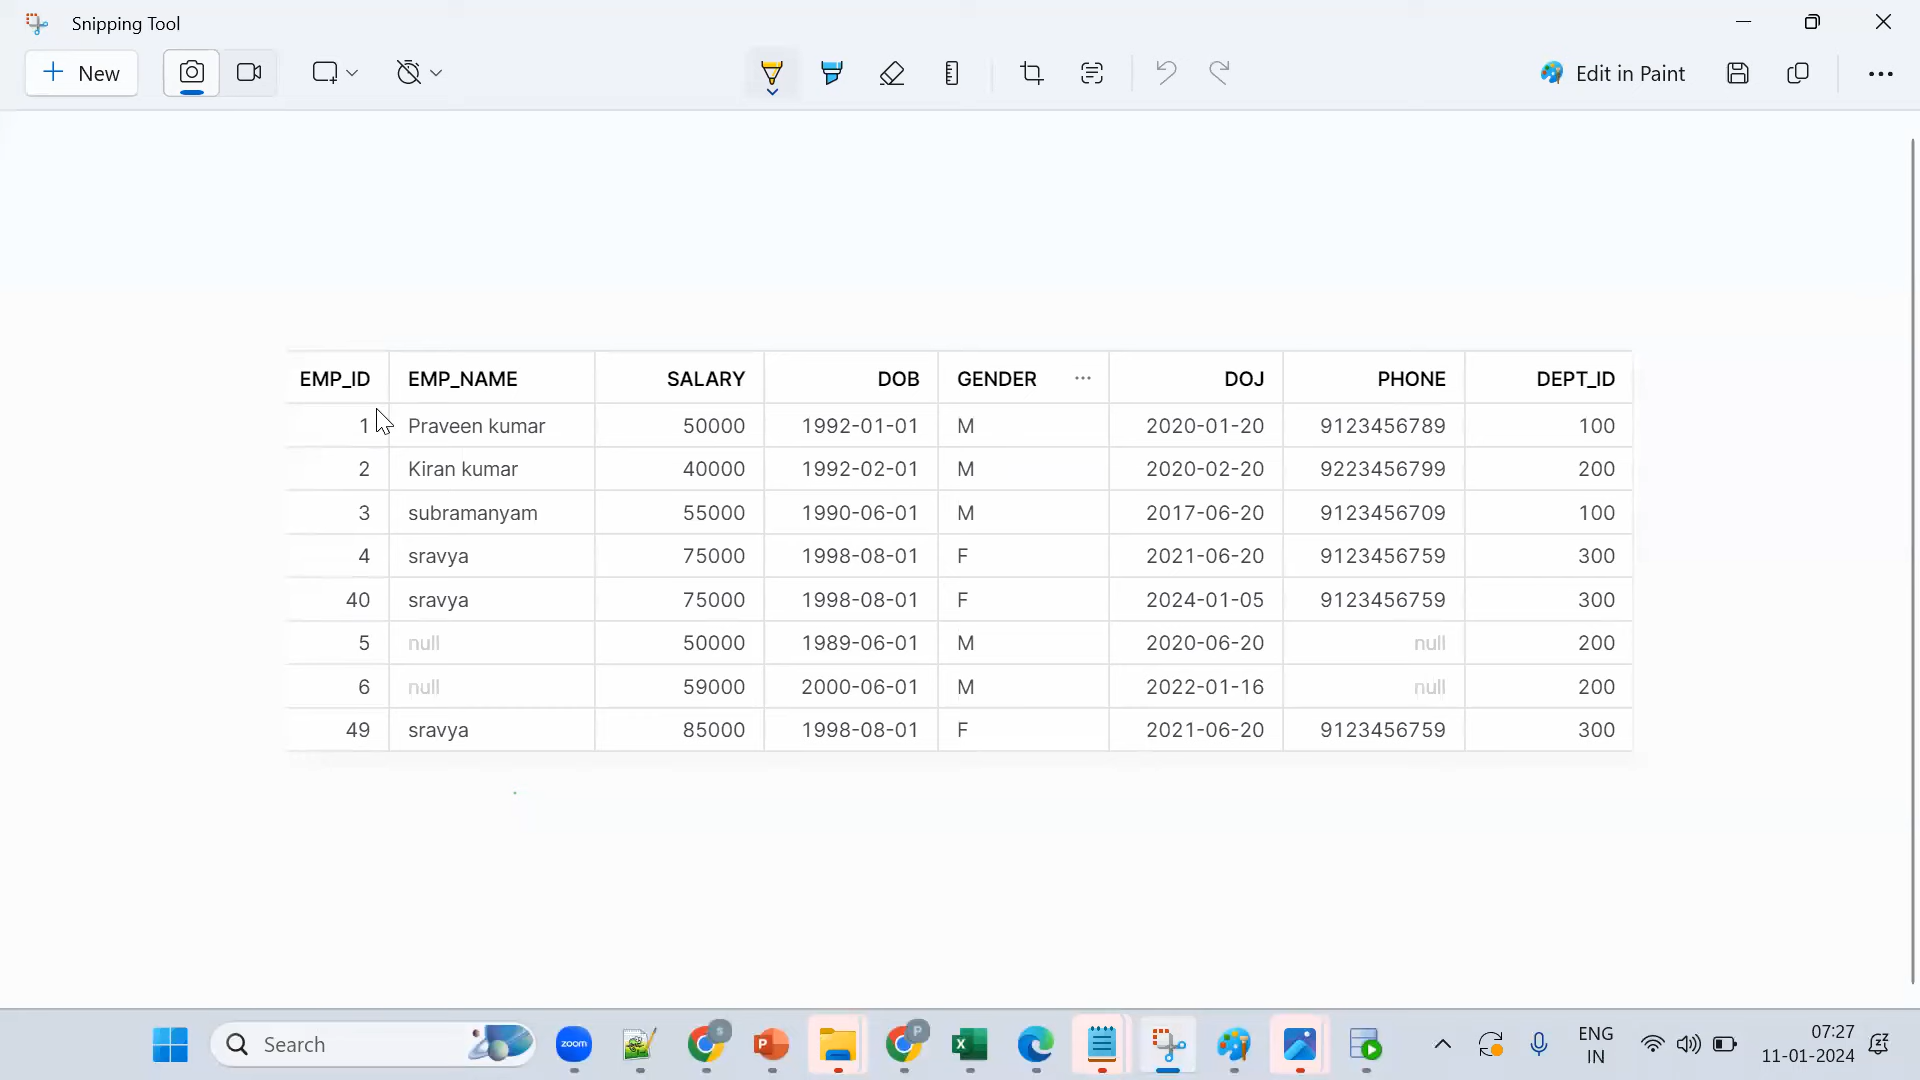 Snipping Tool
New
Edit in Paint
EMP_ID EMP_NAME SALARY DOB GENDER ... DOJ PHONE DEPT_ID
1 Praveen kumar 50000 1992-01-01 M 2020-01-20 9123456789 100
2 Kiran kumar 40000 1992-02-01 M 2020-02-20 9223456799 200
3 subramanyam 55000 1990-06-01 M 2017-06-20 9123456709 100
4 sravya 75000 1998-08-01 F 2021-06-20 9123456759 300
40 sravya 75000 1998-08-01 F 2024-01-05 9123456759 300
5 null 50000 1989-06-01 M 2020-06-20 null 200
6 null 59000 2000-06-01 M 2022-01-16 null 200
49 sravya 85000 1998-08-01 F 2021-06-20 9123456759 300
Search
zoom
S
P
P
X
ENG
IN
07:27
11-01-2024